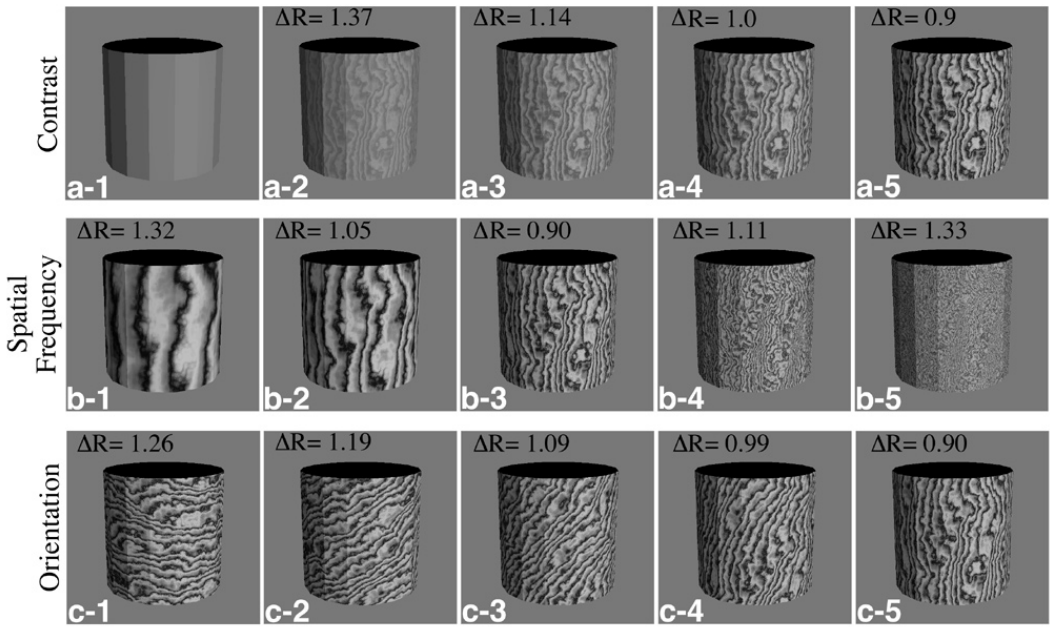 Contrast
ΔR= 1.37
ΔR= 1.14
ΔR= 1.0
ΔR= 0.9
a-1
a-2
a-3
a-4
a-5
Spatial
Frequency
ΔR= 1.32
ΔR= 1.05
ΔR= 0.90
ΔR= 1.11
ΔR= 1.33
b-1
b-2
b-3
b-4
b-5
Orientation
ΔR= 1.26
ΔR= 1.19
ΔR= 1.09
ΔR= 0.99
ΔR= 0.90
c-1
c-2
c-3
c-4
c-5